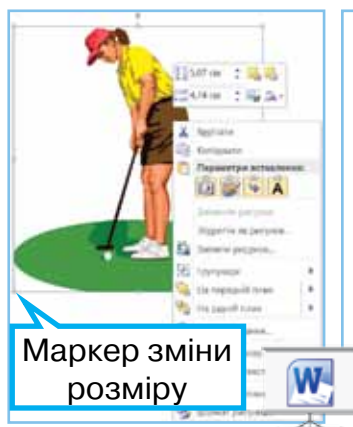 5,07 см
4,14 см
Вирізати
Копіювати
Параметри вставлення:
A
Змінити рисунок
Зберегти як рисунок...
Змінити рисунок...
Групувати
На передній план
На задній план
Маркер зміни
розміру
W